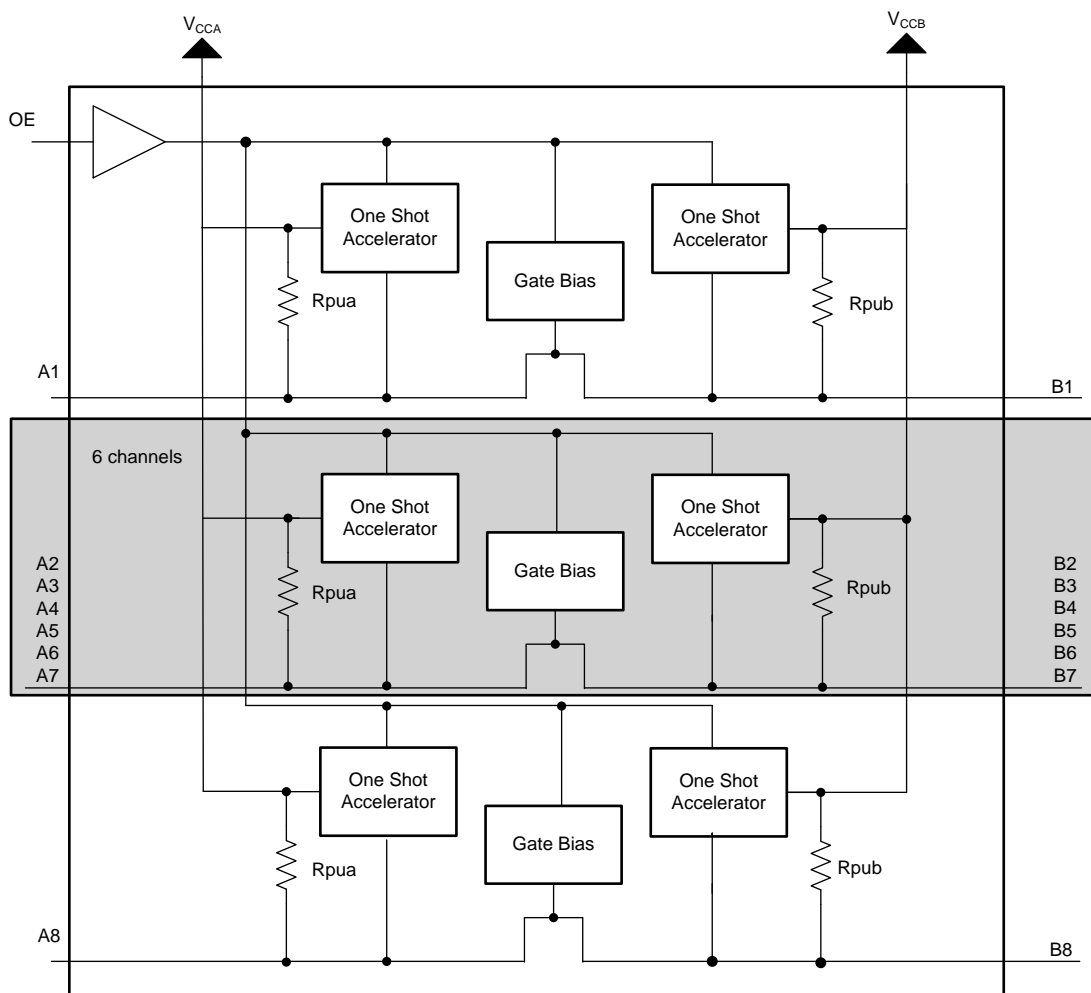 VCCA
VCCB
OE
One Shot
Accelerator
One Shot
Accelerator
Gate Bias
Rpua
Rpub
A1
B1
6 channels
One Shot
Accelerator
One Shot
Accelerator
Gate Bias
Rpua
Rpub
A2
A3
A4
A5
A6
A7
B2
B3
B4
B5
B6
B7
One Shot
Accelerator
One Shot
Accelerator
Gate Bias
Rpua
Rpub
A8
B8